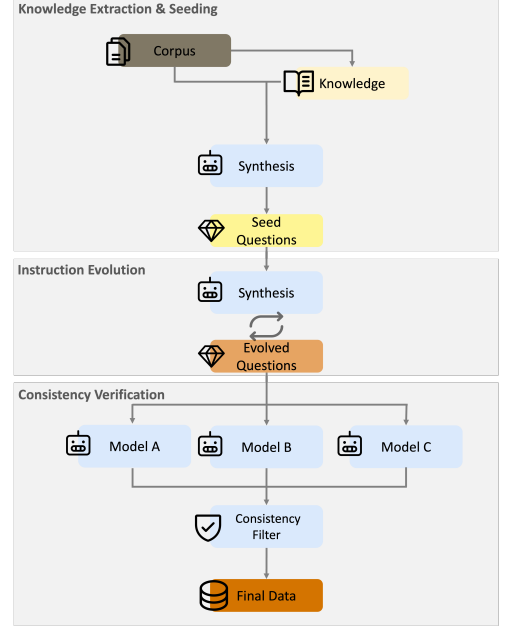 Knowledge Extraction & Seeding
Corpus
Knowledge
Synthesis
Seed
Questions
Instruction Evolution
Synthesis
Evolved
Questions
Consistency Verification
Model A
Model B
Model C
Consistency
Filter
Final Data